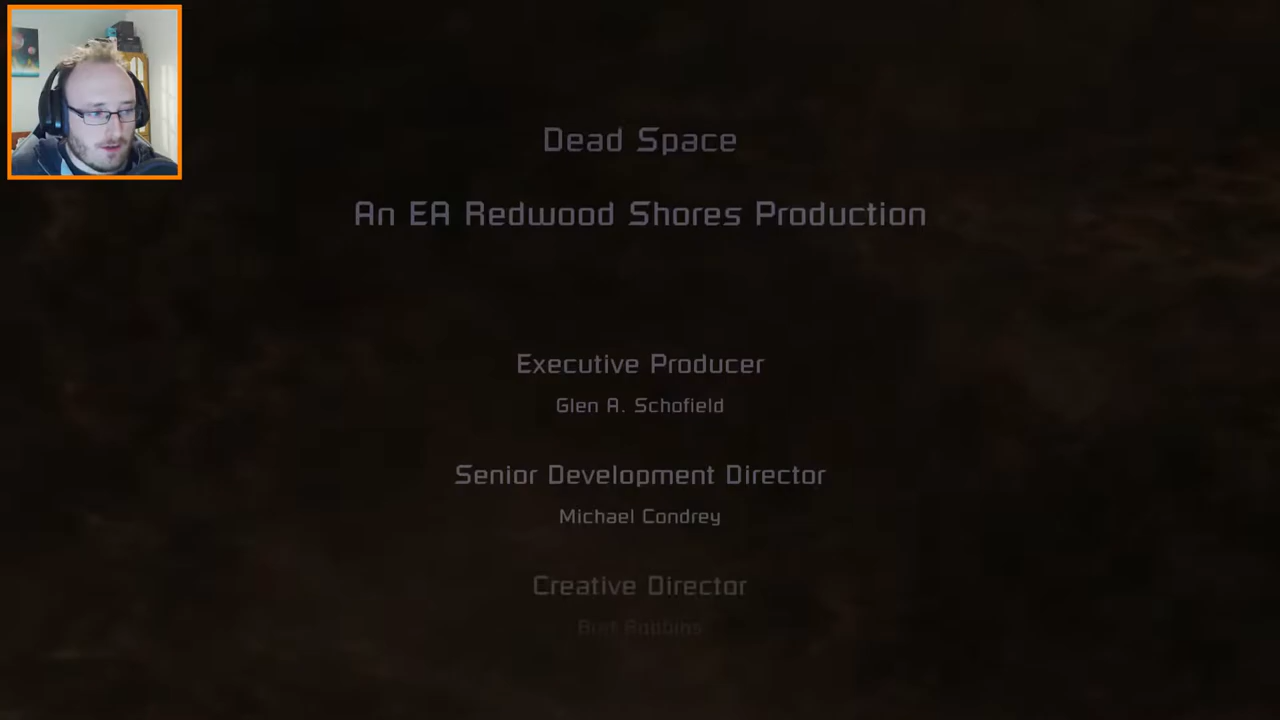 Dead Space
An EA Redwood Shores Production
Executive Producer
Glen A. Schofield
Senior Development Director
Michael Condrey
Creative Director